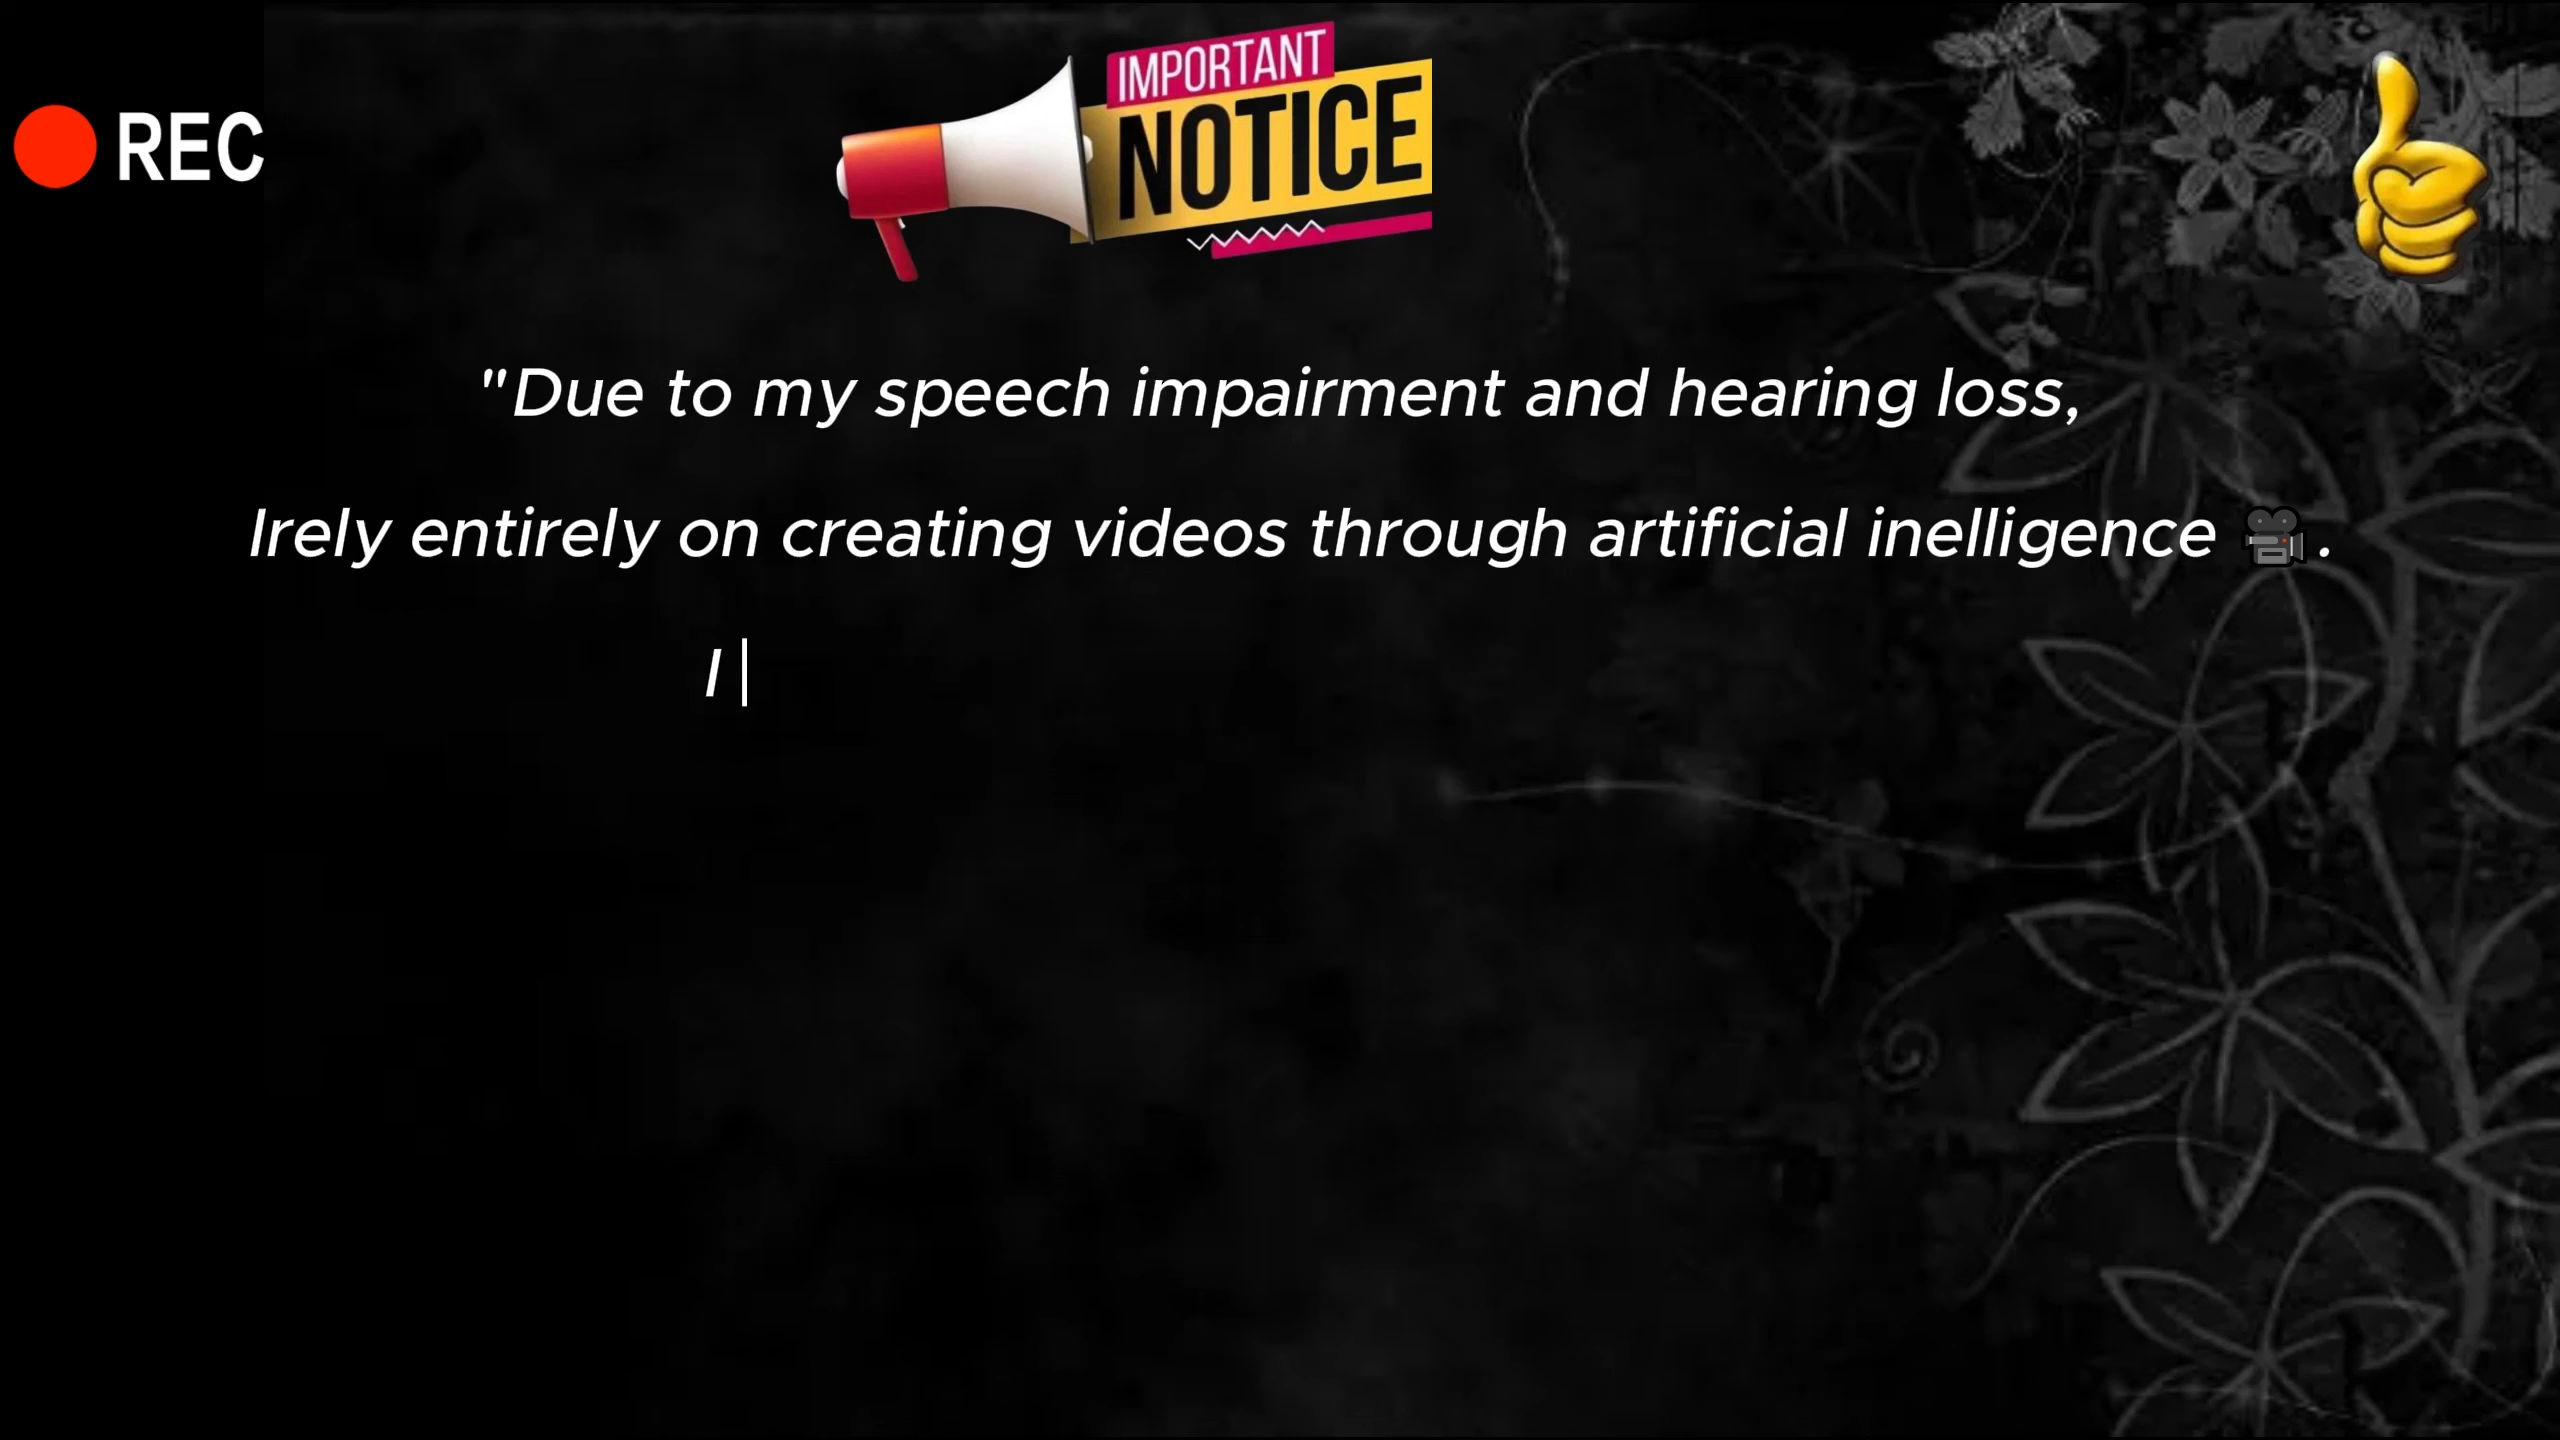 IMPORTANT
NOTICE
REC
"Due to my speech impairment and hearing loss,
Irely entirely on creating videos through artificial inelligence 🎥.
I